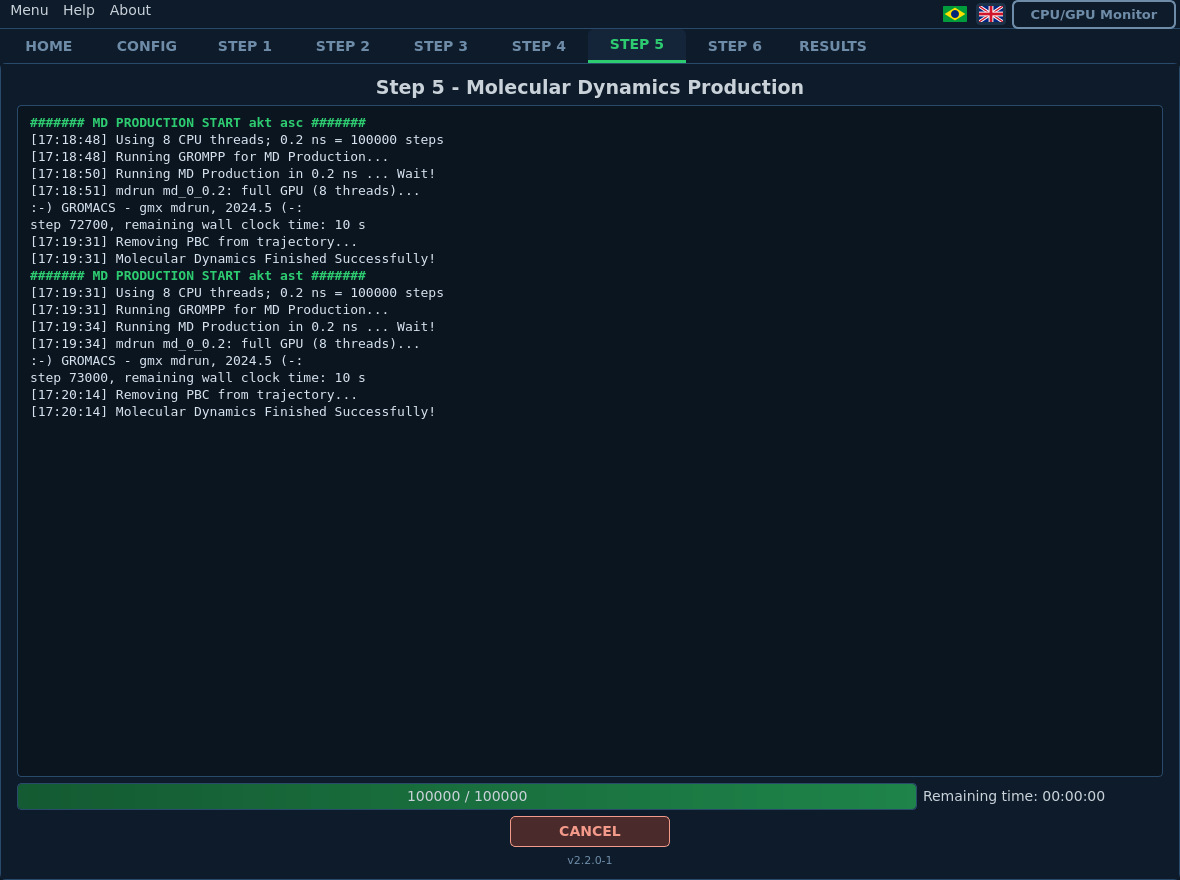 Menu Help About CPU/GPU Monitor
HOME CONFIG STEP 1 STEP 2 STEP 3 STEP 4 STEP 5 STEP 6 RESULTS
Step 5 - Molecular Dynamics Production
####### MD PRODUCTION START akt asc #######
[17:18:48] Using 8 CPU threads; 0.2 ns = 100000 steps
[17:18:48] Running GROMPP for MD Production...
[17:18:50] Running MD Production in 0.2 ns ... Wait!
[17:18:51] mdrun md_0_0.2: full GPU (8 threads)...
:-) GROMACS - gmx mdrun, 2024.5 (-:
step 72700, remaining wall clock time: 10 s
[17:19:31] Removing PBC from trajectory...
[17:19:31] Molecular Dynamics Finished Successfully!
####### MD PRODUCTION START akt ast #######
[17:19:31] Using 8 CPU threads; 0.2 ns = 100000 steps
[17:19:31] Running GROMPP for MD Production...
[17:19:34] Running MD Production in 0.2 ns ... Wait!
[17:19:34] mdrun md_0_0.2: full GPU (8 threads)...
:-) GROMACS - gmx mdrun, 2024.5 (-:
step 73000, remaining wall clock time: 10 s
[17:20:14] Removing PBC from trajectory...
[17:20:14] Molecular Dynamics Finished Successfully!
100000 / 100000 Remaining time: 00:00:00
CANCEL
v2.2.0-1